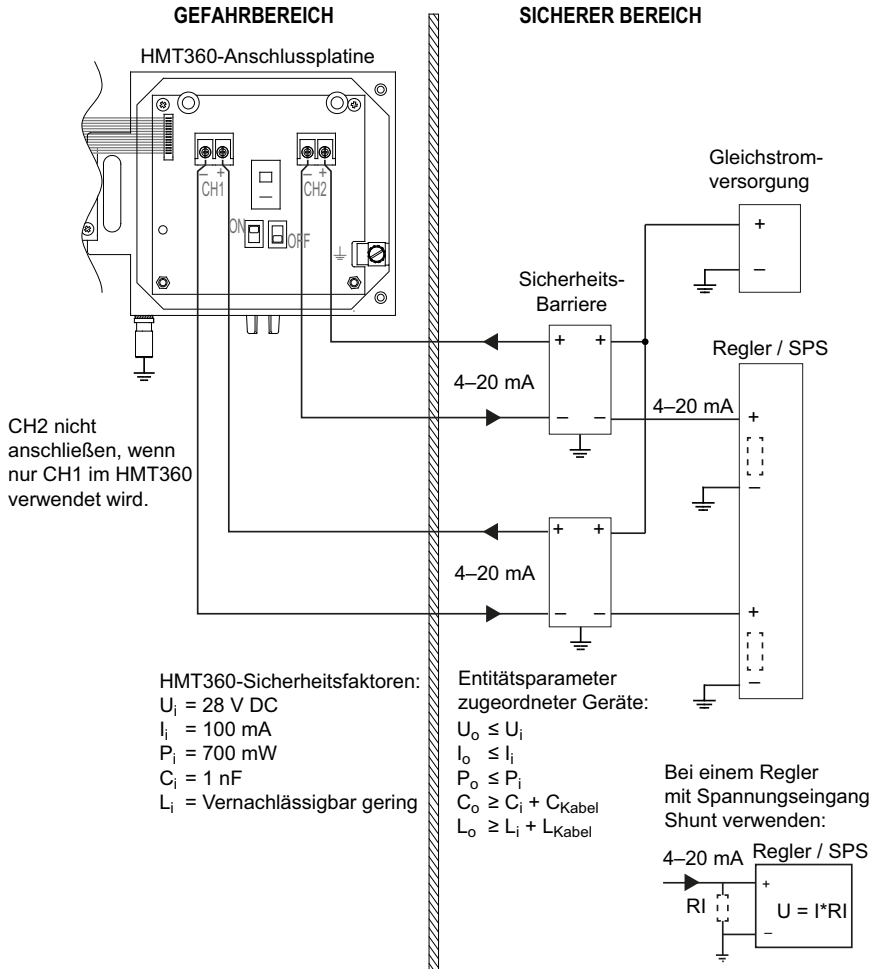 GEFAHRBEREICH
SICHERER BEREICH
HMT360-Anschlussplatine
− +
CH1
− +
CH2
ON
OFF
Gleichstrom-
versorgung
+
−
Sicherheits-
Barriere
+ +
− −
4–20 mA
Regler / SPS
4–20 mA
+
−
CH2 nicht
anschließen, wenn
nur CH1 im HMT360
verwendet wird.
+ +
− −
4–20 mA
+
−
HMT360-Sicherheitsfaktoren:
Ui = 28 V DC
Ii = 100 mA
Pi = 700 mW
Ci = 1 nF
Li = Vernachlässigbar gering
Entitätsparameter
zugeordneter Geräte:
Uo ≤ Ui
Io ≤ Ii
Po ≤ Pi
Co ≥ Ci + CKabel
Lo ≥ Li + LKabel
Bei einem Regler
mit Spannungseingang
Shunt verwenden:
4–20 mA
Regler / SPS
RI
+
U = I*RI
−